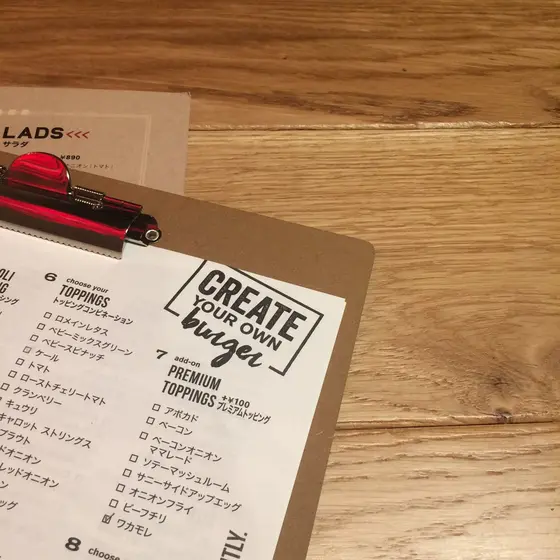 LADS<<<
サラダ
¥890
CREATE
YOUR OWN
burger
6 choose your
TOPPINGS
トッピングコンビネーション
ロメインレタス
ベビーミックスグリーン
ベビースピナッチ
ケール
トマト
ローストチェリートマト
クランベリー
キュウリ
キャロット ストリングス
7 add-on
PREMIUM
TOPPINGS +¥100
プレミアムトッピング
アボカド
ベーコン
ベーコンオニオン
ママレード
ソテーマッシュルーム
サニーサイドアップエッグ
オニオンフライ
ビーフチリ
ワカモレ
8 choose